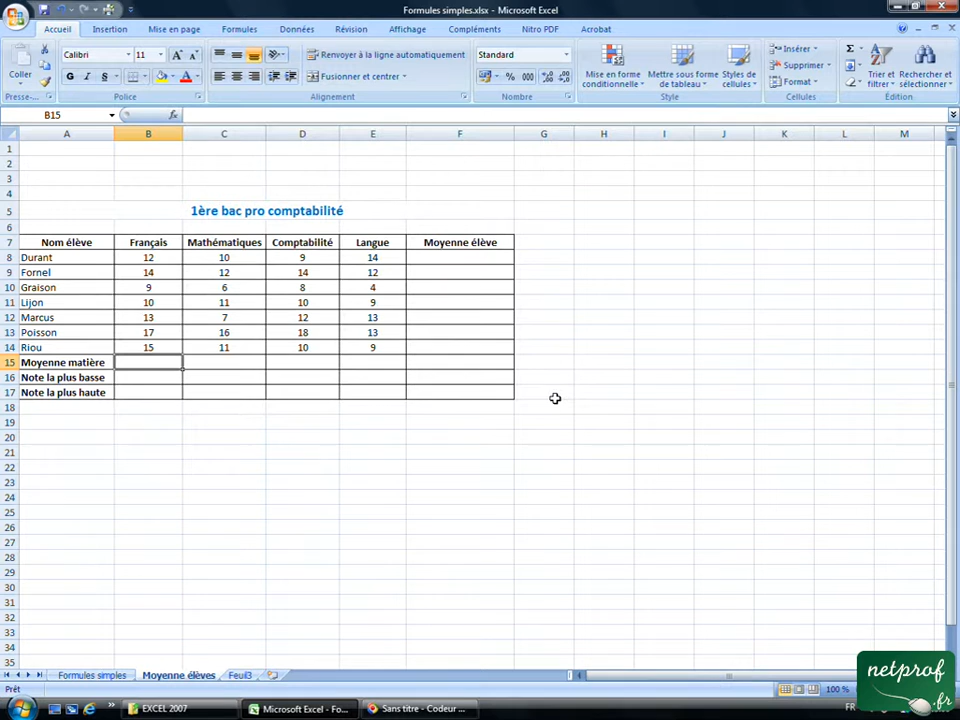 Formules simples.xlsx - Microsoft Excel
Accueil Insertion Mise en page Formules Données Révision Affichage Compléments Nitro PDF Acrobat
Calibri 11 Renvoyer à la ligne automatiquement Standard Insérer Σ
Coller G I S A Fusionner et centrer % 000 Mise en forme conditionnelle Mettre sous forme de tableau Styles de cellules Supprimer Format Trier et filtrer Rechercher et sélectionner
Presse-... Police Alignement Nombre Style Cellules Édition
B15 fx
A B C D E F G H I J K L M
1
2
3
4
5 1ère bac pro comptabilité
6
7 Nom élève Français Mathématiques Comptabilité Langue Moyenne élève
8 Durant 12 10 9 14
9 Fornel 14 12 14 12
10 Graison 9 6 8 4
11 Lijon 10 11 10 9
12 Marcus 13 7 12 13
13 Poisson 17 16 18 13
14 Riou 15 11 10 9
15 Moyenne matière
16 Note la plus basse
17 Note la plus haute
18
19
20
21
22
23
24
25
26
27
28
29
30
31
32
33
34
35
Formules simples Moyenne élèves Feuil3
Prêt 100 %
EXCEL 2007 Microsoft Excel - Fo... Sans titre - Codeur ... FR
netprof
.fr